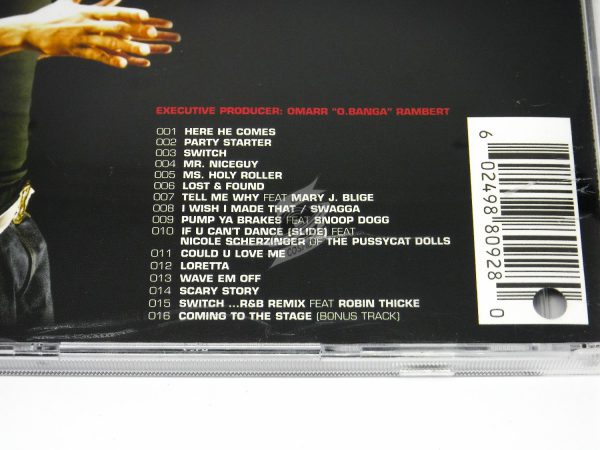 EXECUTIVE PRODUCER: OMARR "O.BANGA" RAMBERT
001 HERE HE COMES
002 PARTY STARTER
003 SWITCH
004 MR. NICEGUY
005 MS. HOLY ROLLER
006 LOST & FOUND
007 TELL ME WHY FEAT MARY J. BLIGE
008 I WISH I MADE THAT / SWAGGA
009 PUMP YA BRAKES FEAT SNOOP DOGG
010 IF U CAN'T DANCE (SLIDE) FEAT
NICOLE SCHERZINGER OF THE PUSSYCAT DOLLS
011 COULD U LOVE ME
012 LORETTA
013 WAVE EM OFF
014 SCARY STORY
015 SWITCH ...R&B REMIX FEAT ROBIN THICKE
016 COMING TO THE STAGE (BONUS TRACK)
6 02498 80928 0